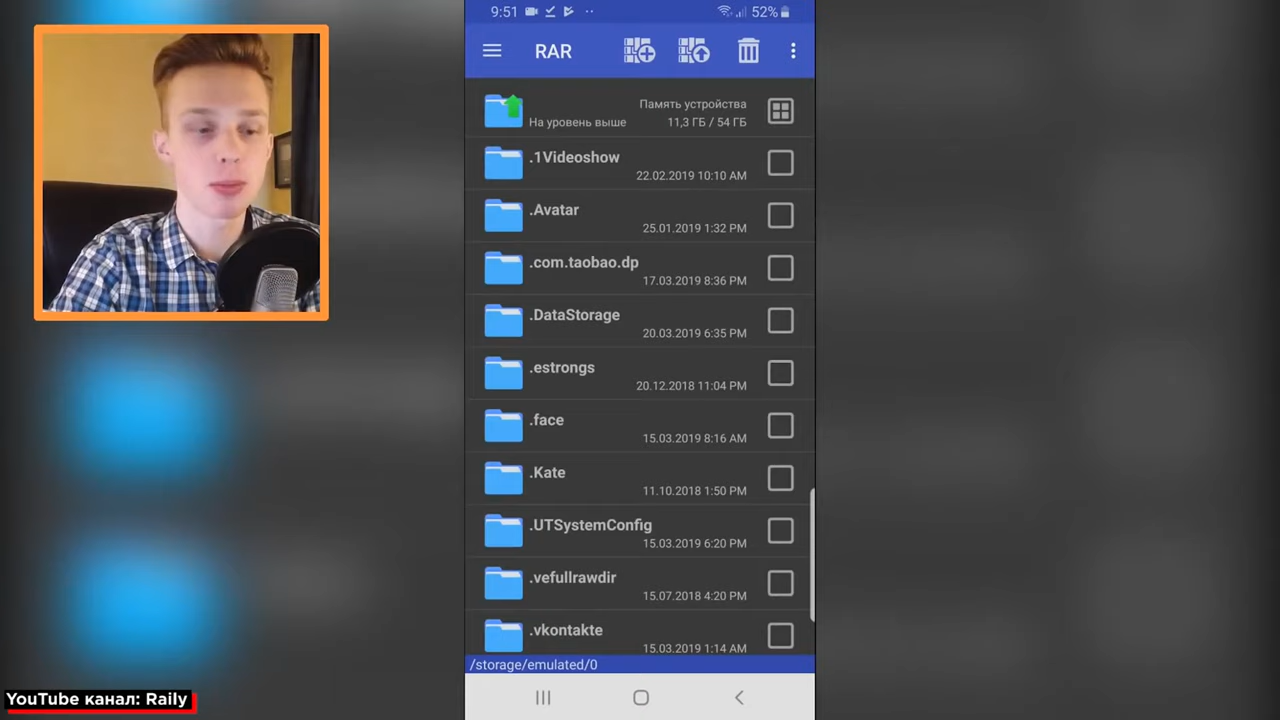 9:51
52%
RAR
Память устройства
На уровень выше
11,3 ГБ / 54 ГБ
.1Videoshow
22.02.2019 10:10 AM
.Avatar
25.01.2019 1:32 PM
.com.taobao.dp
17.03.2019 8:36 PM
.DataStorage
20.03.2019 6:35 PM
.estrongs
20.12.2018 11:04 PM
.face
15.03.2019 8:16 AM
.Kate
11.10.2018 1:50 PM
.UTSystemConfig
15.03.2019 6:20 PM
.vefullrawdir
15.07.2018 4:20 PM
.vkontakte
15.03.2019 1:14 AM
/storage/emulated/0
YouTube канал: Raily